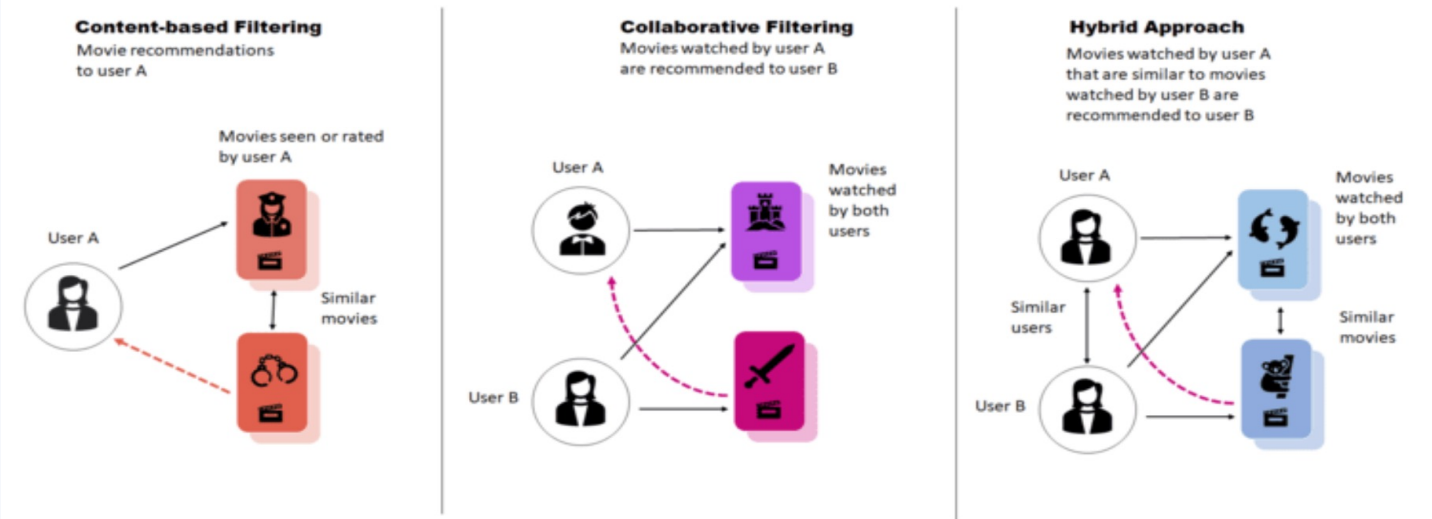 Content-based Filtering
Movie recommendations
to user A
Movies seen or rated
by user A
User A
Similar
movies
Collaborative Filtering
Movies watched by user A
are recommended to user B
User A
Movies
watched
by both
users
User B
Hybrid Approach
Movies watched by user A
that are similar to movies
watched by user B are
recommended to user B
User A
Movies
watched
by both
users
Similar
users
Similar
movies
User B